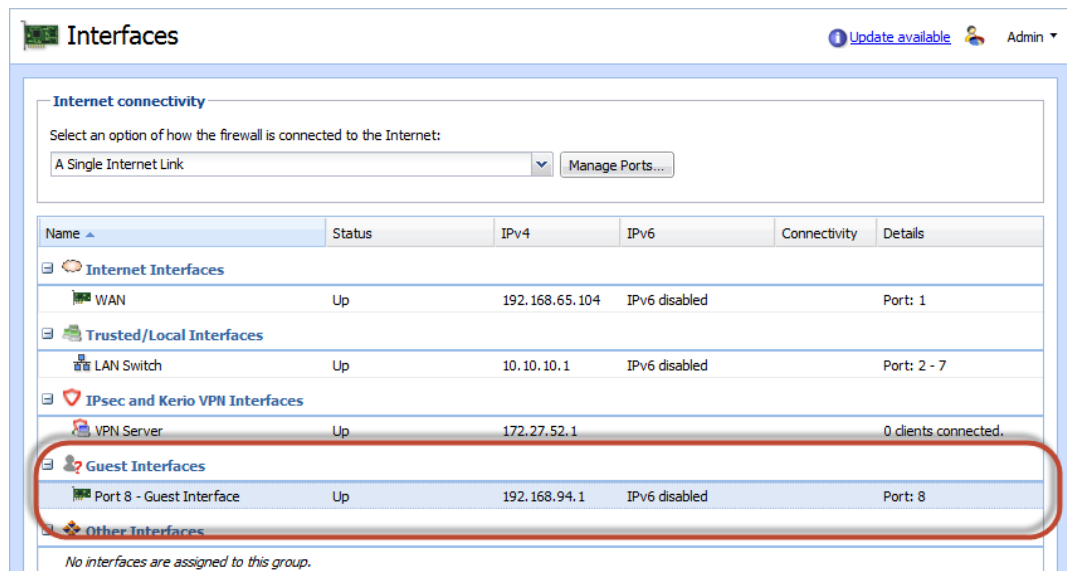 Interfaces
Update available Admin
Internet connectivity
Select an option of how the firewall is connected to the Internet:
A Single Internet Link Manage Ports...
Name Status IPv4 IPv6 Connectivity Details
Internet Interfaces
WAN Up 192.168.65.104 IPv6 disabled Port: 1
Trusted/Local Interfaces
LAN Switch Up 10.10.10.1 IPv6 disabled Port: 2 - 7
IPsec and Kerio VPN Interfaces
VPN Server Up 172.27.52.1 0 clients connected.
Guest Interfaces
Port 8 - Guest Interface Up 192.168.94.1 IPv6 disabled Port: 8
Other Interfaces
No interfaces are assigned to this group.